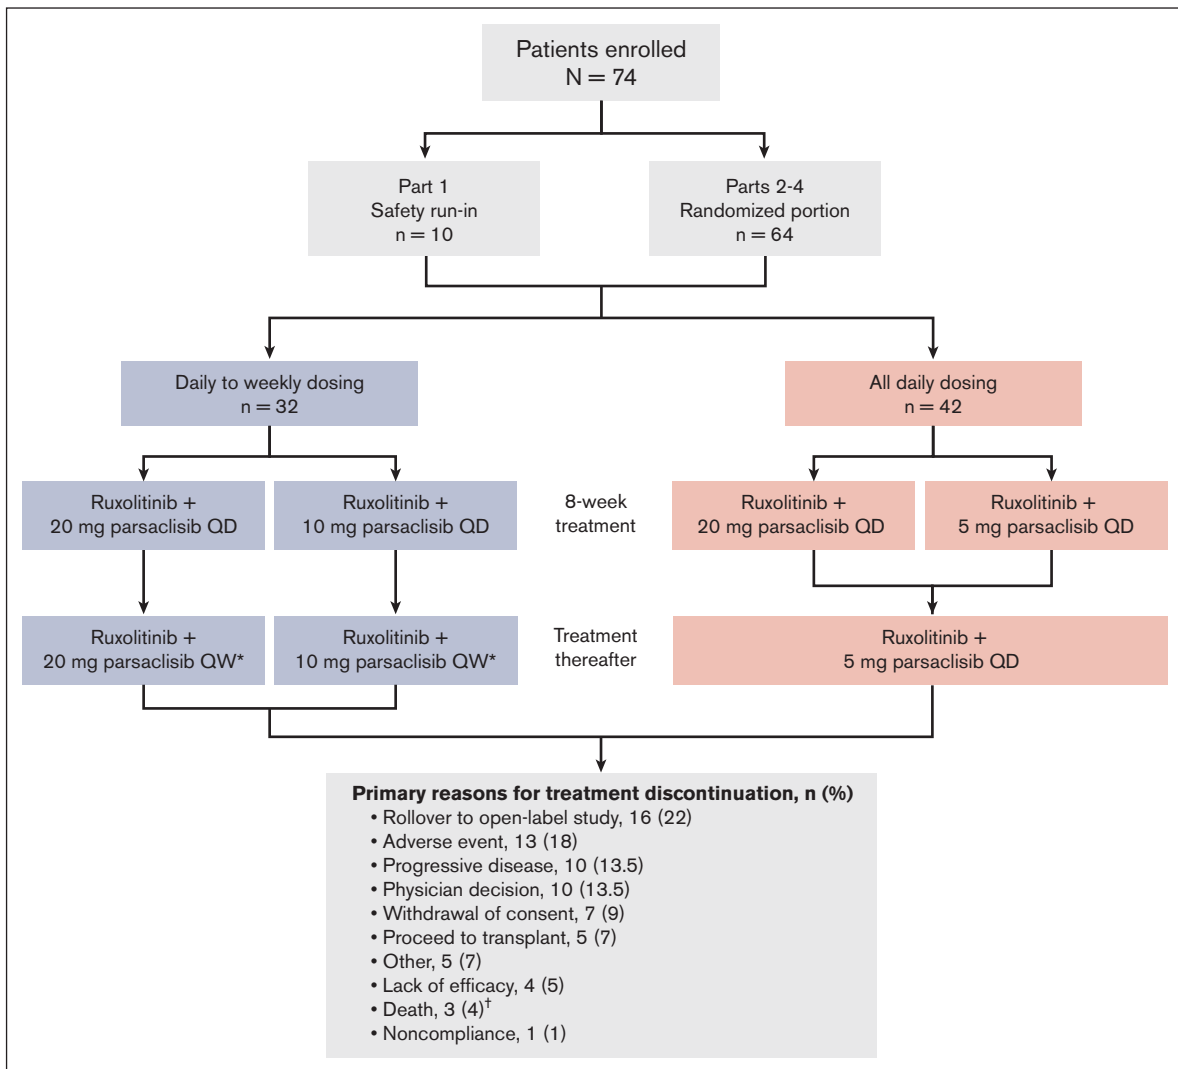 Patients enrolled
N = 74
Part 1
Safety run-in
n = 10
Parts 2-4
Randomized portion
n = 64
Daily to weekly dosing
n = 32
All daily dosing
n = 42
Ruxolitinib +
20 mg parsaclisib QD
Ruxolitinib +
10 mg parsaclisib QD
8-week
treatment
Ruxolitinib +
20 mg parsaclisib QD
Ruxolitinib +
5 mg parsaclisib QD
Ruxolitinib +
20 mg parsaclisib QW*
Ruxolitinib +
10 mg parsaclisib QW*
Treatment
thereafter
Ruxolitinib +
5 mg parsaclisib QD
Primary reasons for treatment discontinuation, n (%)
• Rollover to open-label study, 16 (22)
• Adverse event, 13 (18)
• Progressive disease, 10 (13.5)
• Physician decision, 10 (13.5)
• Withdrawal of consent, 7 (9)
• Proceed to transplant, 5 (7)
• Other, 5 (7)
• Lack of efficacy, 4 (5)
• Death, 3 (4)†
• Noncompliance, 1 (1)